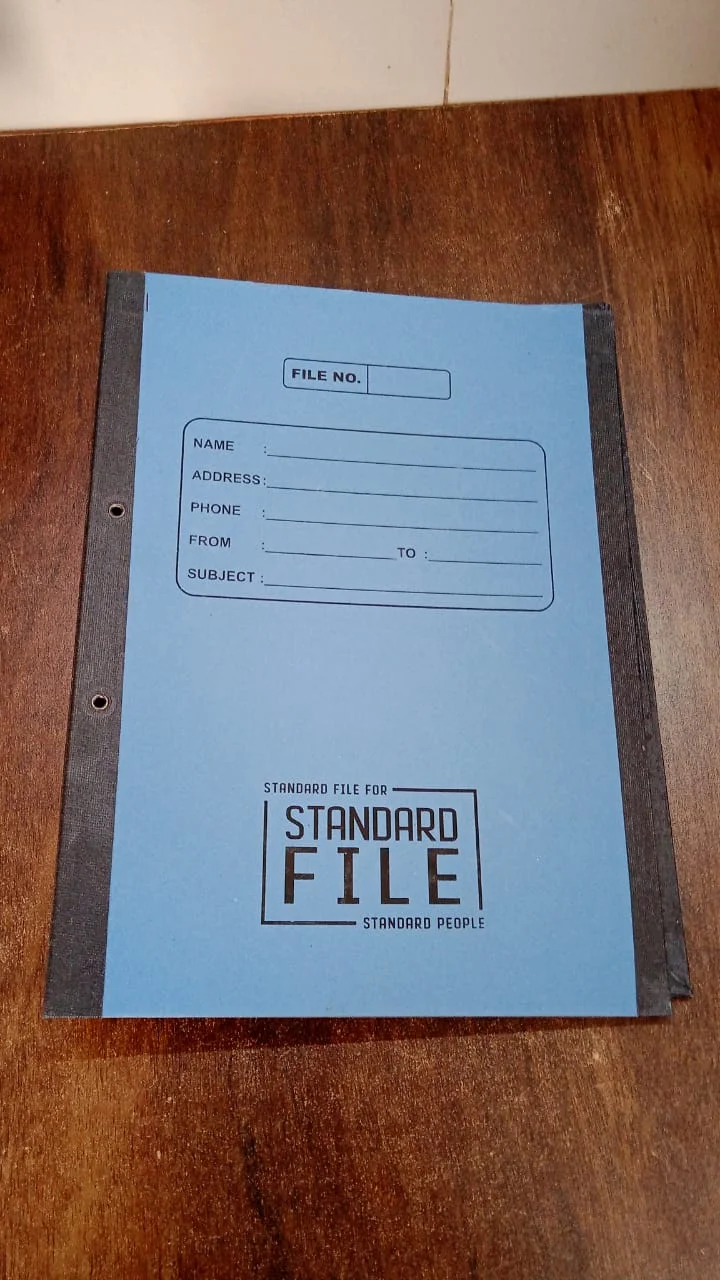 FILE NO.
NAME :
ADDRESS :
PHONE :
FROM : TO :
SUBJECT :
STANDARD FILE FOR
STANDARD
FILE
STANDARD PEOPLE